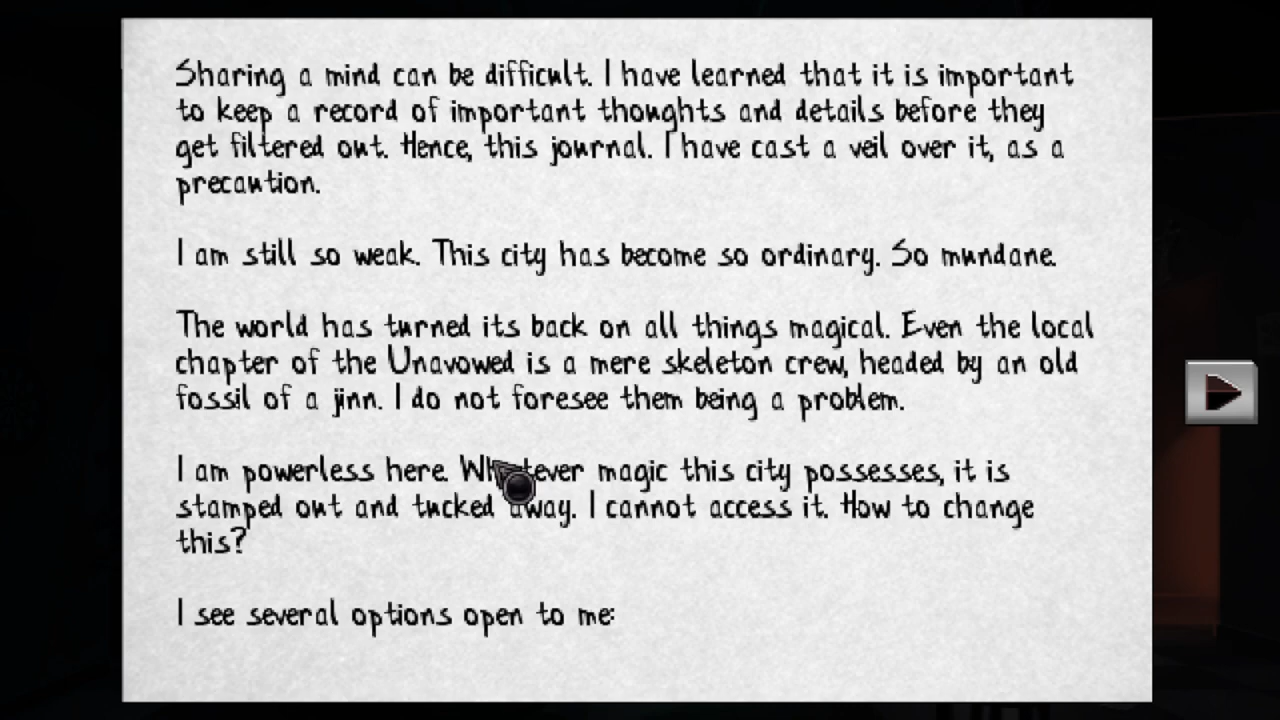 Sharing a mind can be difficult. I have learned that it is important
to keep a record of important thoughts and details before they
get filtered out. Hence, this journal. I have cast a veil over it, as a
precaution.
I am still so weak. This city has become so ordinary. So mundane.
The world has turned its back on all things magical. Even the local
chapter of the Unavowed is a mere skeleton crew, headed by an old
fossil of a jinn. I do not foresee them being a problem.
I am powerless here. Whatever magic this city possesses, it is
stamped out and tucked away. I cannot access it. How to change
this?
I see several options open to me: